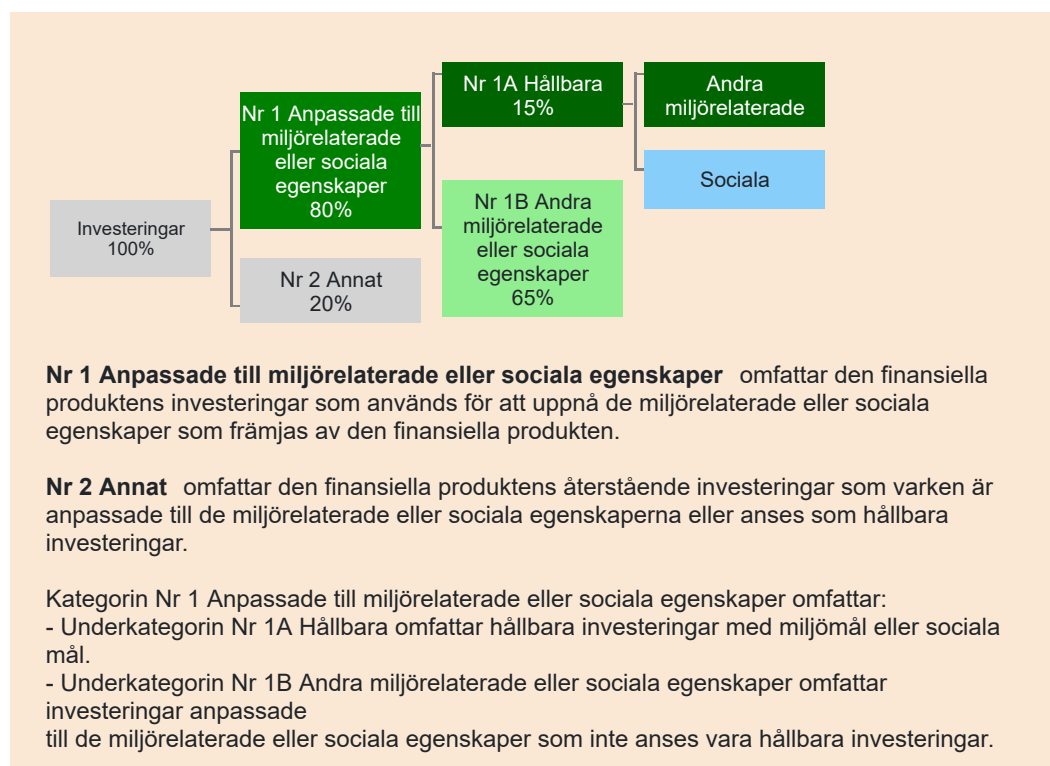 Investeringar
100%
Nr 1 Anpassade till
miljörelaterade
eller sociala
egenskaper
80%
Nr 2 Annat
20%
Nr 1A Hållbara
15%
Nr 1B Andra
miljörelaterade
eller sociala
egenskaper
65%
Andra
miljörelaterade
Sociala
Nr 1 Anpassade till miljörelaterade eller sociala egenskaper omfattar den finansiella
produktens investeringar som används för att uppnå de miljörelaterade eller sociala
egenskaper som främjas av den finansiella produkten.
Nr 2 Annat omfattar den finansiella produktens återstående investeringar som varken är
anpassade till de miljörelaterade eller sociala egenskaperna eller anses som hållbara
investeringar.
Kategorin Nr 1 Anpassade till miljörelaterade eller sociala egenskaper omfattar:
- Underkategorin Nr 1A Hållbara omfattar hållbara investeringar med miljömål eller sociala
mål.
- Underkategorin Nr 1B Andra miljörelaterade eller sociala egenskaper omfattar
investeringar anpassade
till de miljörelaterade eller sociala egenskaper som inte anses vara hållbara investeringar.